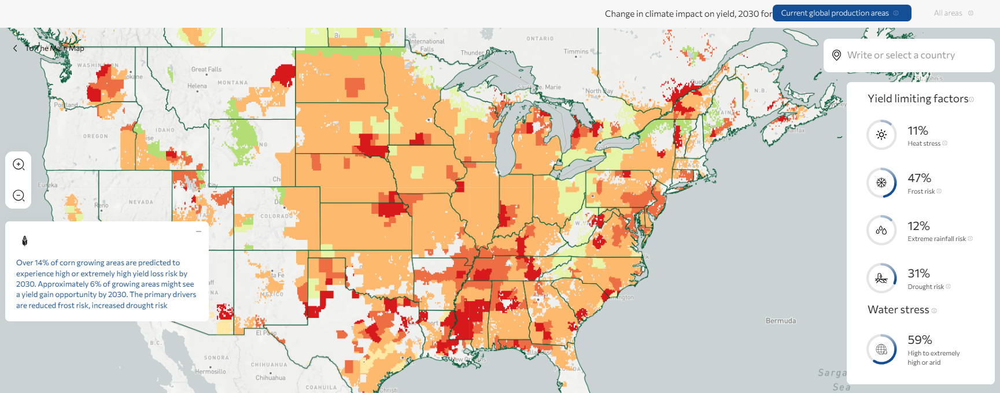 Change in climate impact on yield, 2030 for
Current global production areas
All areas
To The Main Map
Write or select a country
Yield limiting factors
11%
Heat stress
47%
Frost risk
12%
Extreme rainfall risk
31%
Drought risk
Water stress
59%
High to extremely
high or arid
Over 14% of corn growing areas are predicted to
experience high or extremely high yield loss risk by
2030. Approximately 6% of growing areas might see
a yield gain opportunity by 2030. The primary drivers
are reduced frost risk, increased drought risk
International
Falls
ONTARIO
Thunder
Timmins
WASHINGTON
Great Falls
Helena
MONTANA
North Bay
N.B.
St. John's
Portland
OREGON
IDAHO
Eureka
Reno
NEVADA
City
COLORADO
MEXICO
El Paso
B.C.
SONORA
Hermosillo
CHIHUAHUA
Chihuahua
COAHUILA
New Orleans
Bermuda
Sarga
Sea